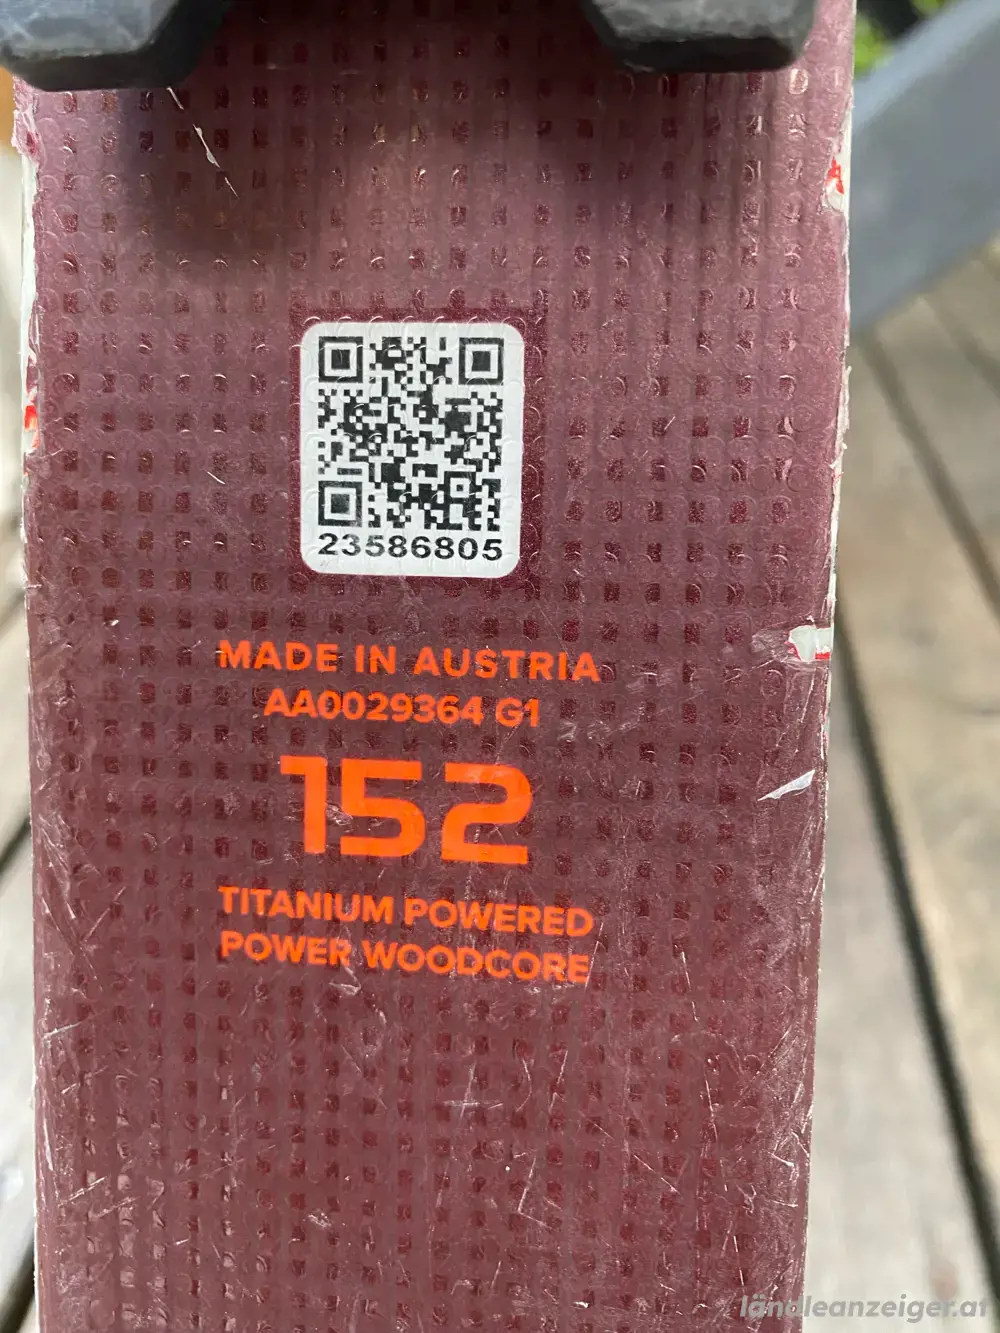 23586805
MADE IN AUSTRIA
AA0029364 G1
152
TITANIUM POWERED
POWER WOODCORE
ländleanzeiger.at